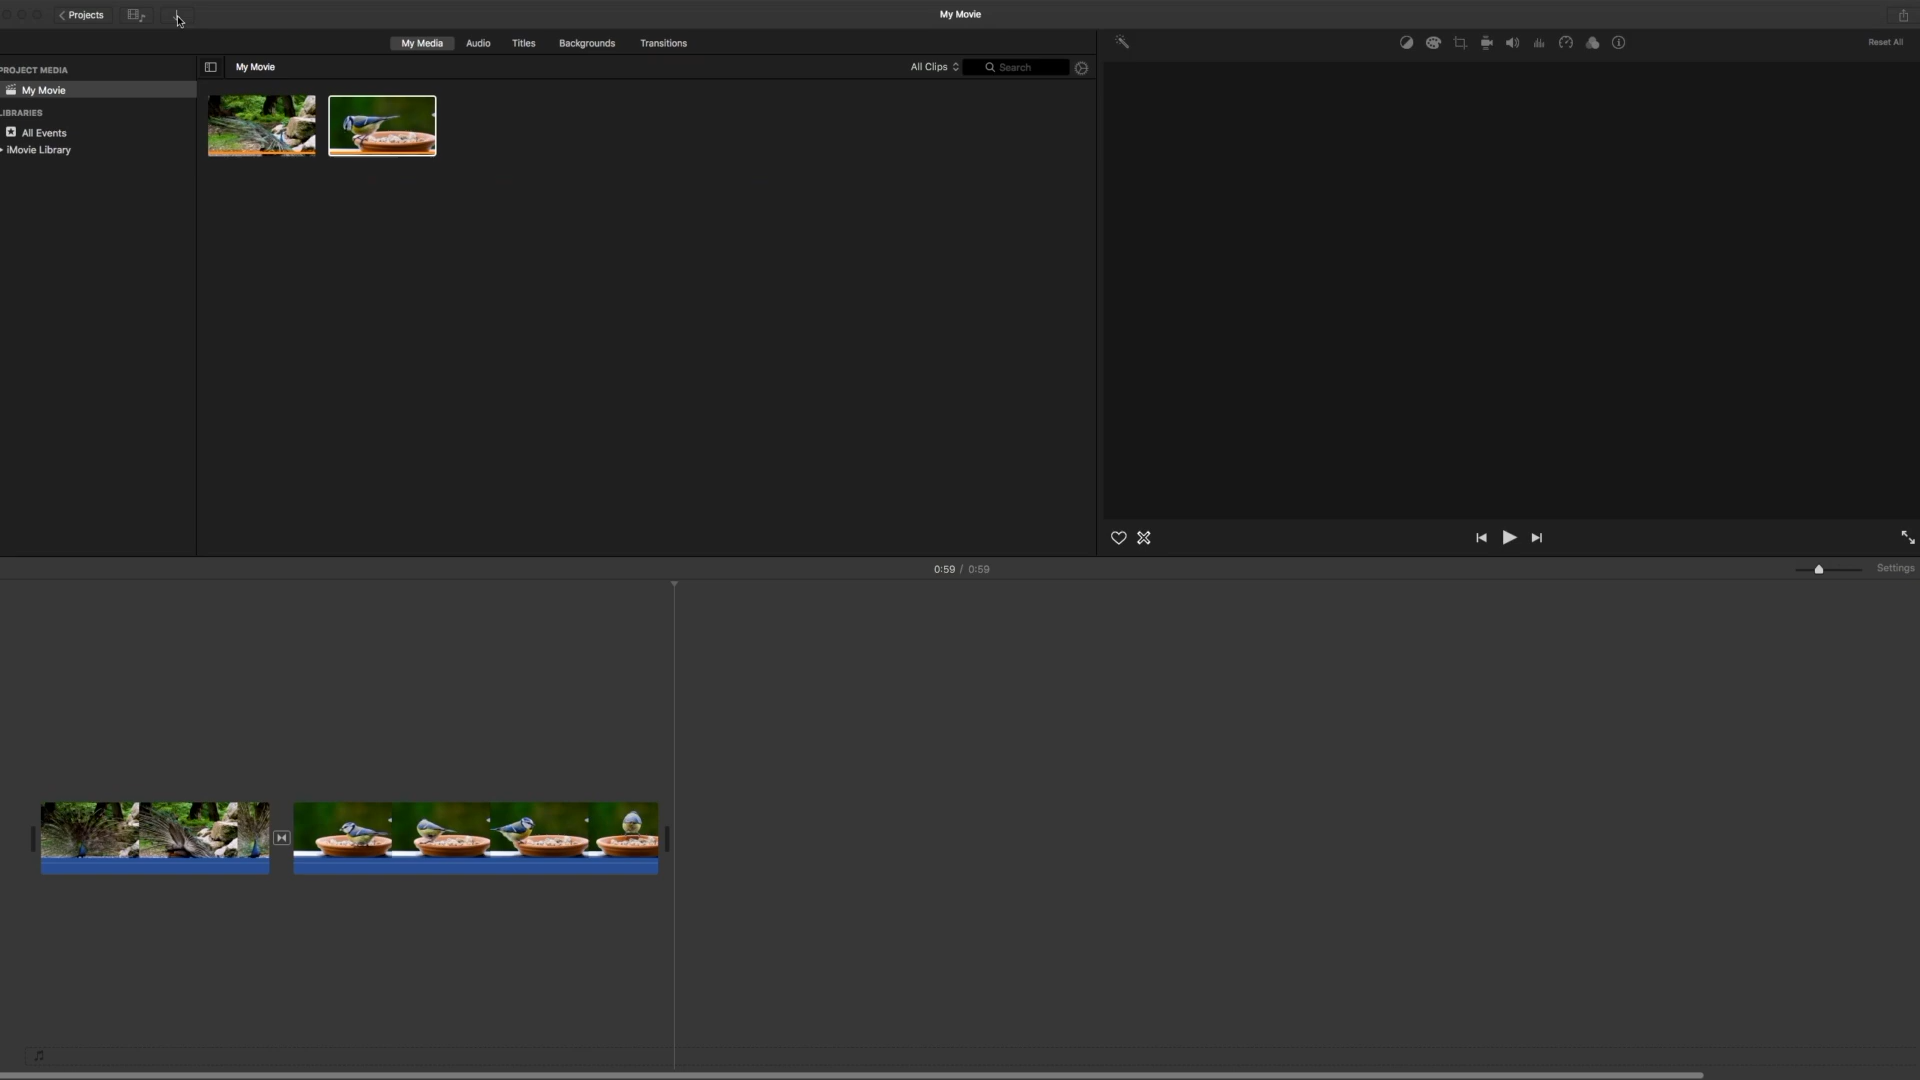 Projects
My Movie
My Media
Audio
Titles
Backgrounds
Transitions
Reset All
PROJECT MEDIA
My Movie
LIBRARIES
All Events
iMovie Library
My Movie
All Clips
Search
0:59 / 0:59
Settings